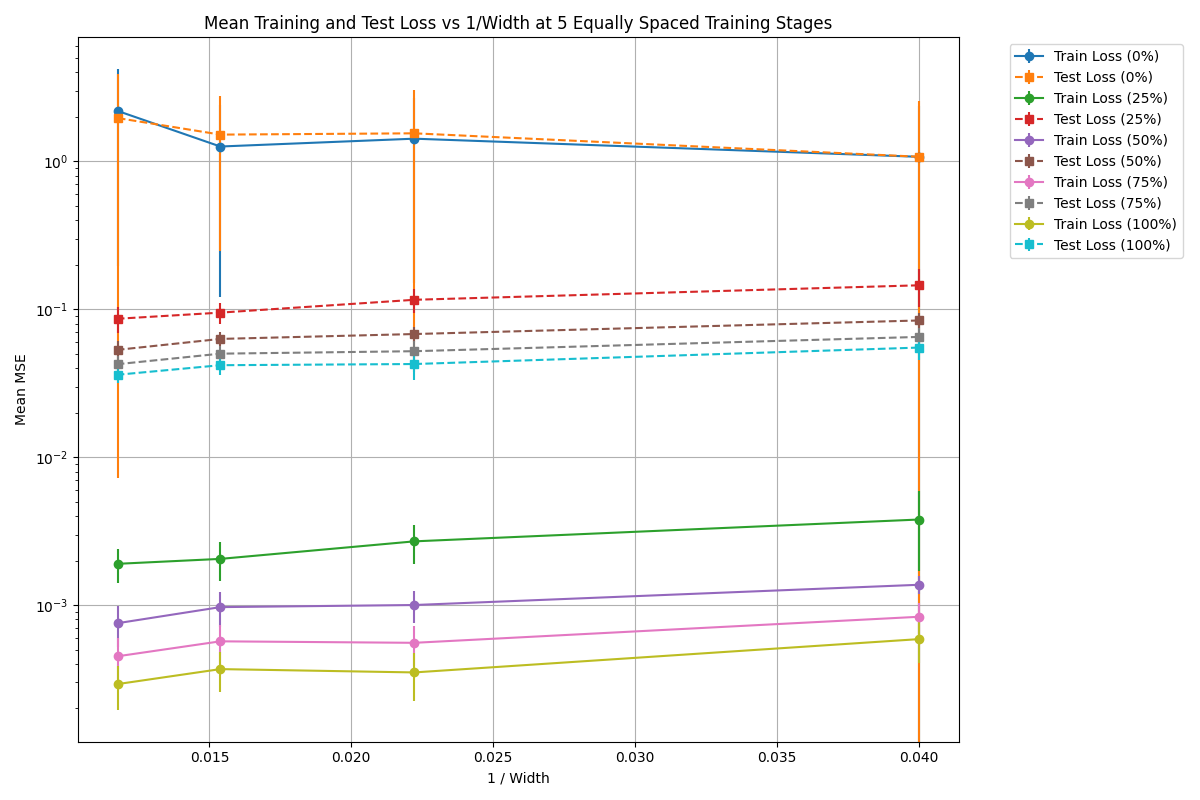 Mean Training and Test Loss vs 1/Width at 5 Equally Spaced Training Stages
Train Loss (0%)
Test Loss (0%)
Train Loss (25%)
Test Loss (25%)
Train Loss (50%)
Test Loss (50%)
Train Loss (75%)
Test Loss (75%)
Train Loss (100%)
Test Loss (100%)
Mean MSE
10⁰
10⁻¹
10⁻²
10⁻³
0.015
0.020
0.025
0.030
0.035
0.040
1 / Width